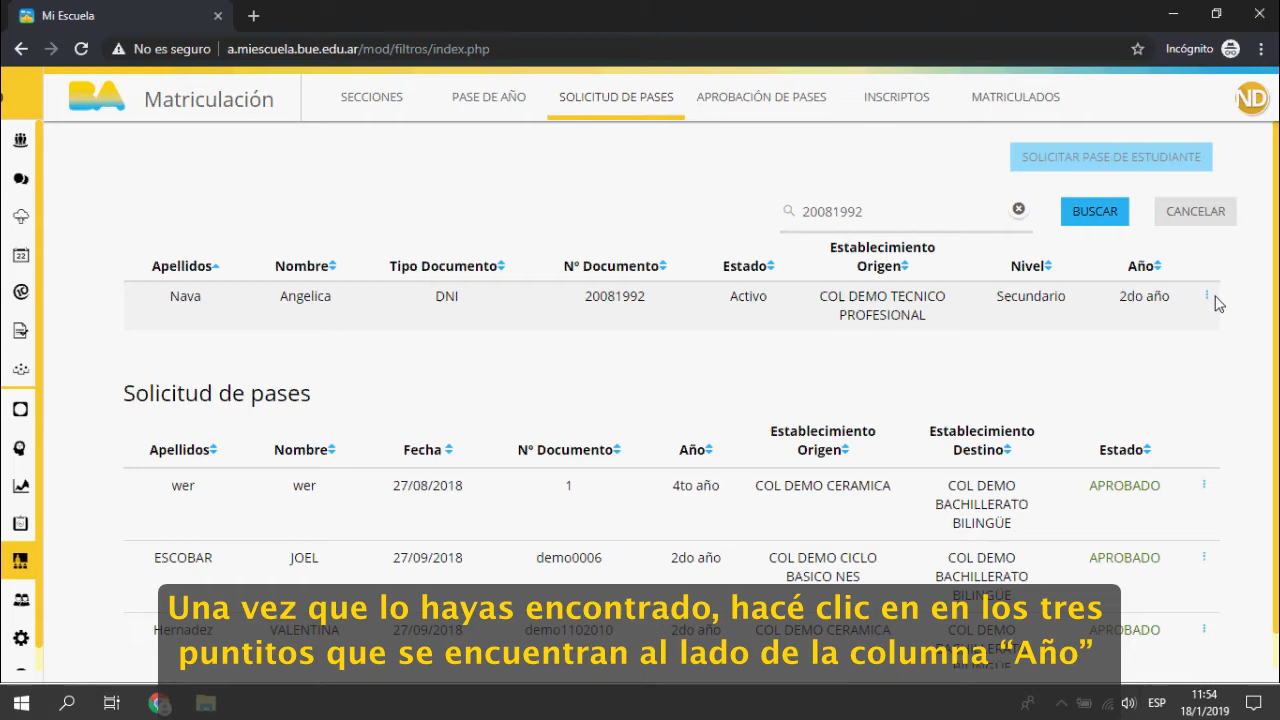 Mi Escuela
No es seguro a.miescuela.bue.edu.ar/mod/filtros/index.php Incógnito
BA Matriculación SECCIONES PASE DE AÑO SOLICITUD DE PASES APROBACIÓN DE PASES INSCRIPTOS MATRICULADOS ND
SOLICITAR PASE DE ESTUDIANTE
20081992 BUSCAR CANCELAR
Establecimiento
Apellidos Nombre Tipo Documento Nº Documento Estado Origen Nivel Año
Nava Angelica DNI 20081992 Activo COL DEMO TECNICO Secundario 2do año
PROFESIONAL
22
Solicitud de pases
Establecimiento Establecimiento
Apellidos Nombre Fecha Nº Documento Año Origen Destino Estado
wer wer 27/08/2018 1 4to año COL DEMO CERAMICA COL DEMO APROBADO
BACHILLERATO
BILINGÜE
ESCOBAR JOEL 27/09/2018 demo0006 2do año COL DEMO CICLO COL DEMO APROBADO
BASICO NES BACHILLERATO
Hernadez VALENTINA 27/09/2018 demo1102010 2do año COL DEMO CERAMICA COL DEMO APROBADO
Una vez que lo hayas encontrado, hacé clic en en los tres
puntitos que se encuentran al lado de la columna “Año”
ESP 11:54
18/1/2019